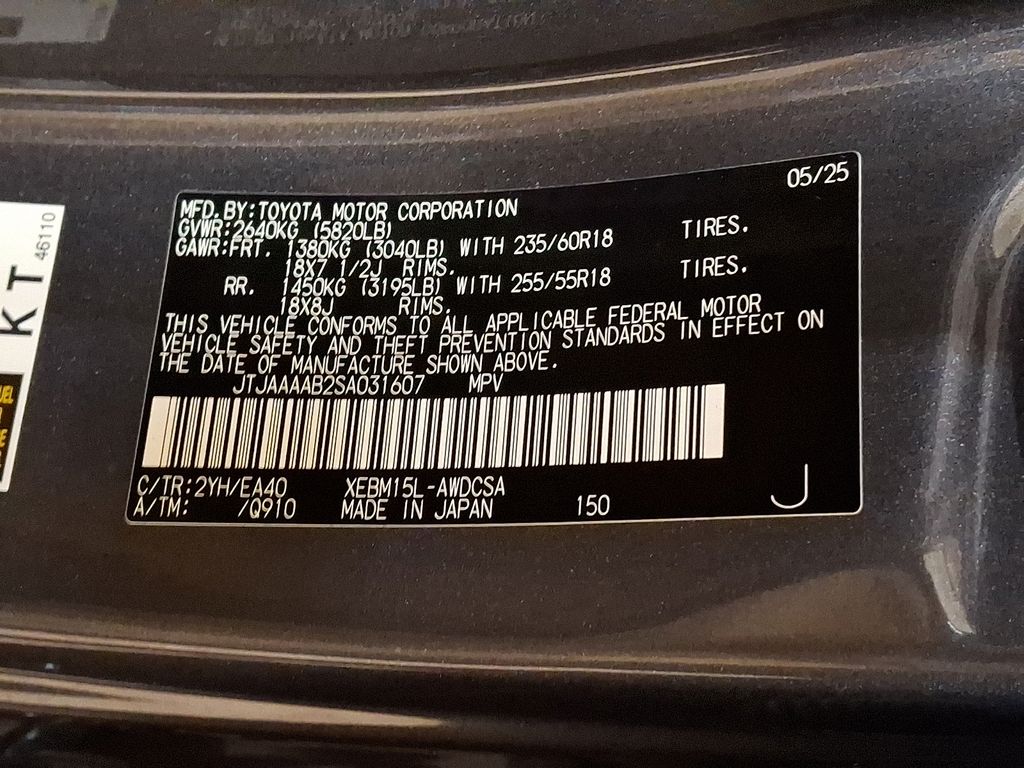 05/25
MFD. BY: TOYOTA MOTOR CORPORATION
GVWR: 2640KG (5820LB)
GAWR: FRT. 1380KG (3040LB) WITH 235/60R18 TIRES.
18X7 1/2J RIMS.
RR. 1450KG (3195LB) WITH 255/55R18 TIRES.
18X8J RIMS.
THIS VEHICLE CONFORMS TO ALL APPLICABLE FEDERAL MOTOR
VEHICLE SAFETY AND THEFT PREVENTION STANDARDS IN EFFECT ON
THE DATE OF MANUFACTURE SHOWN ABOVE.
JTJAAAAB2SA031607 MPV
C/TR: 2YH/EA40 XEBM15L-AWDCSA
A/TM: /Q910 MADE IN JAPAN 150 J
KT
46110